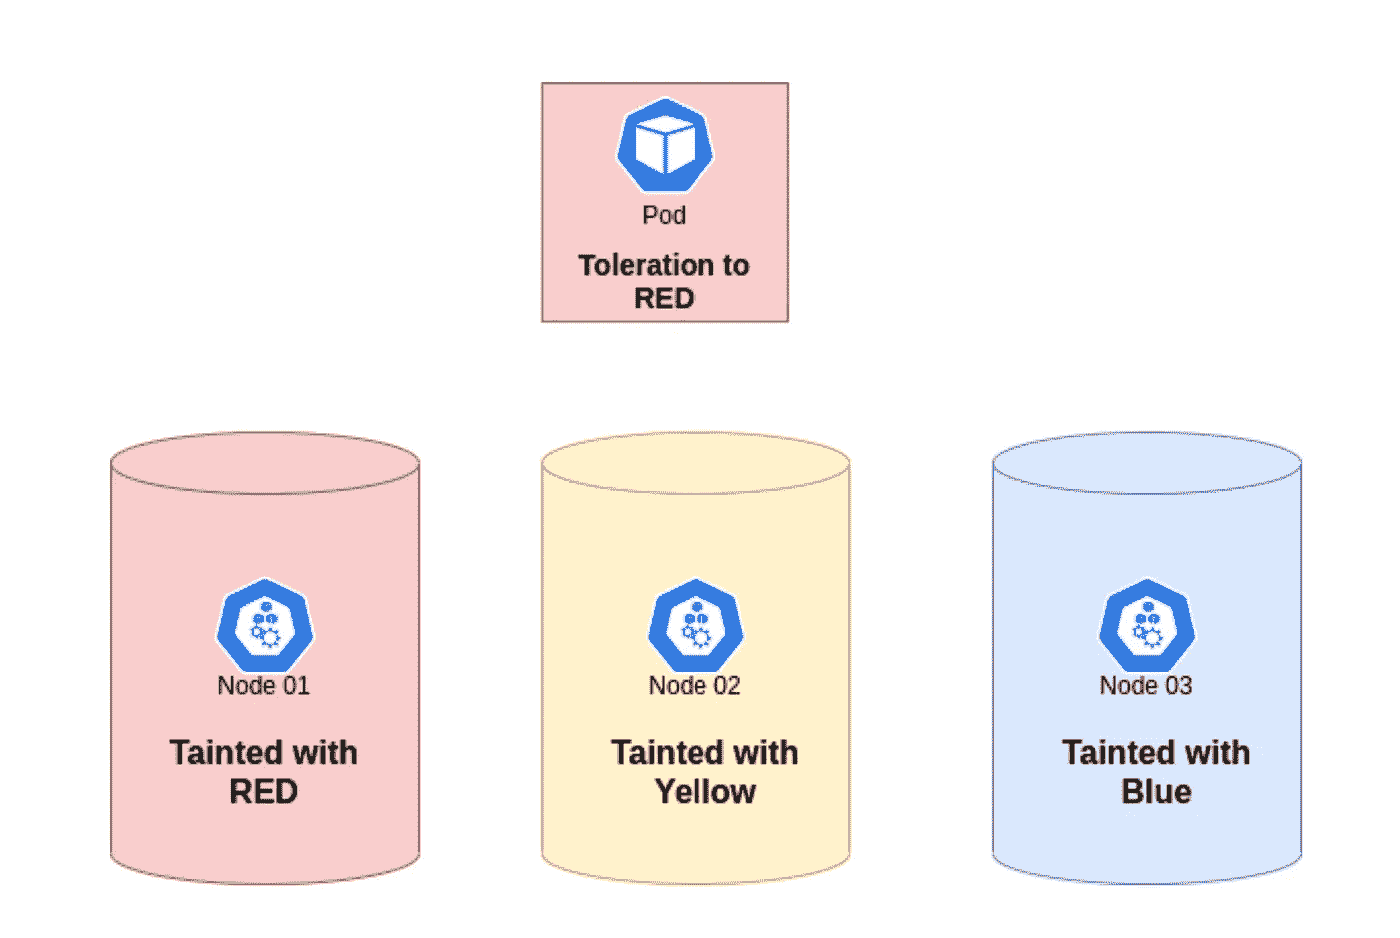 Pod
Toleration to
RED
Node 01
Tainted with
RED
Node 02
Tainted with
Yellow
Node 03
Tainted with
Blue